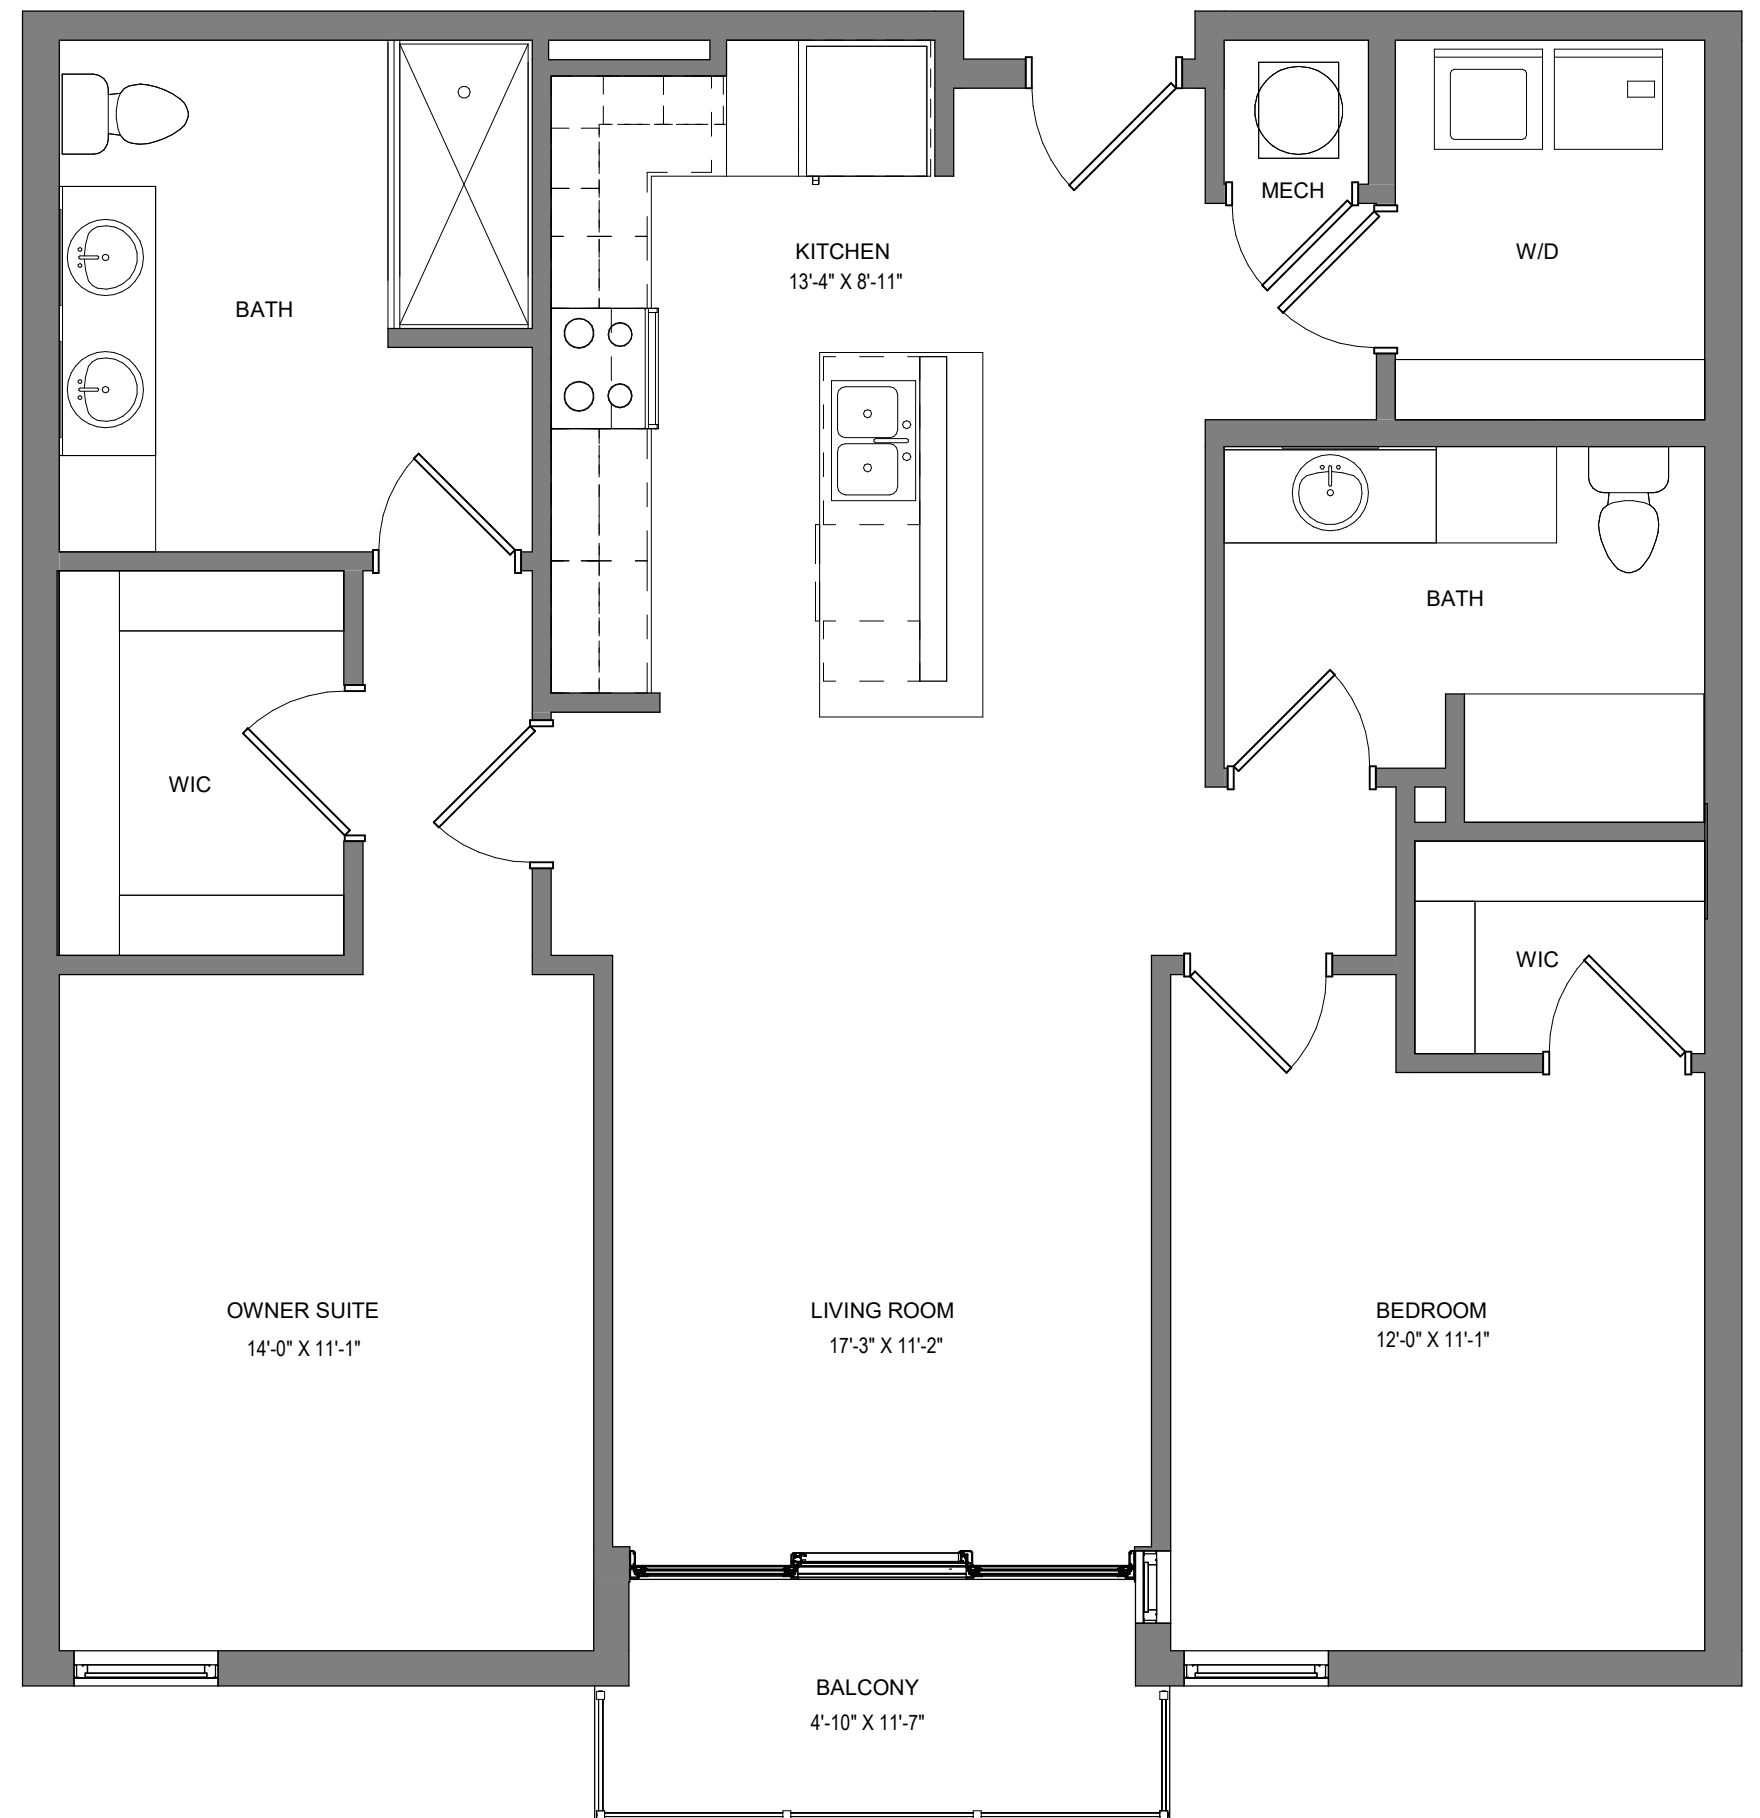 MECH
KITCHEN
13'-4" X 8'-11"
W/D
BATH
BATH
WIC
WIC
OWNER SUITE
14'-0" X 11'-1"
LIVING ROOM
17'-3" X 11'-2"
BEDROOM
12'-0" X 11'-1"
BALCONY
4'-10" X 11'-7"